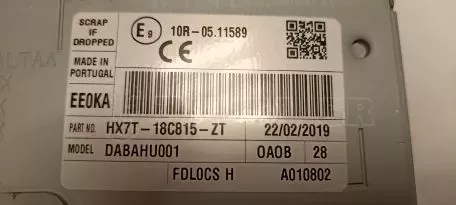 SCRAP IF
DROPPED
E9
10R-05.11589
CE
MADE IN
PORTUGAL
EE0KA
PART NO. HX7T-18C815-ZT 22/02/2019
MODEL DABAHU001 0A0B 28
FDL0CS H A010802